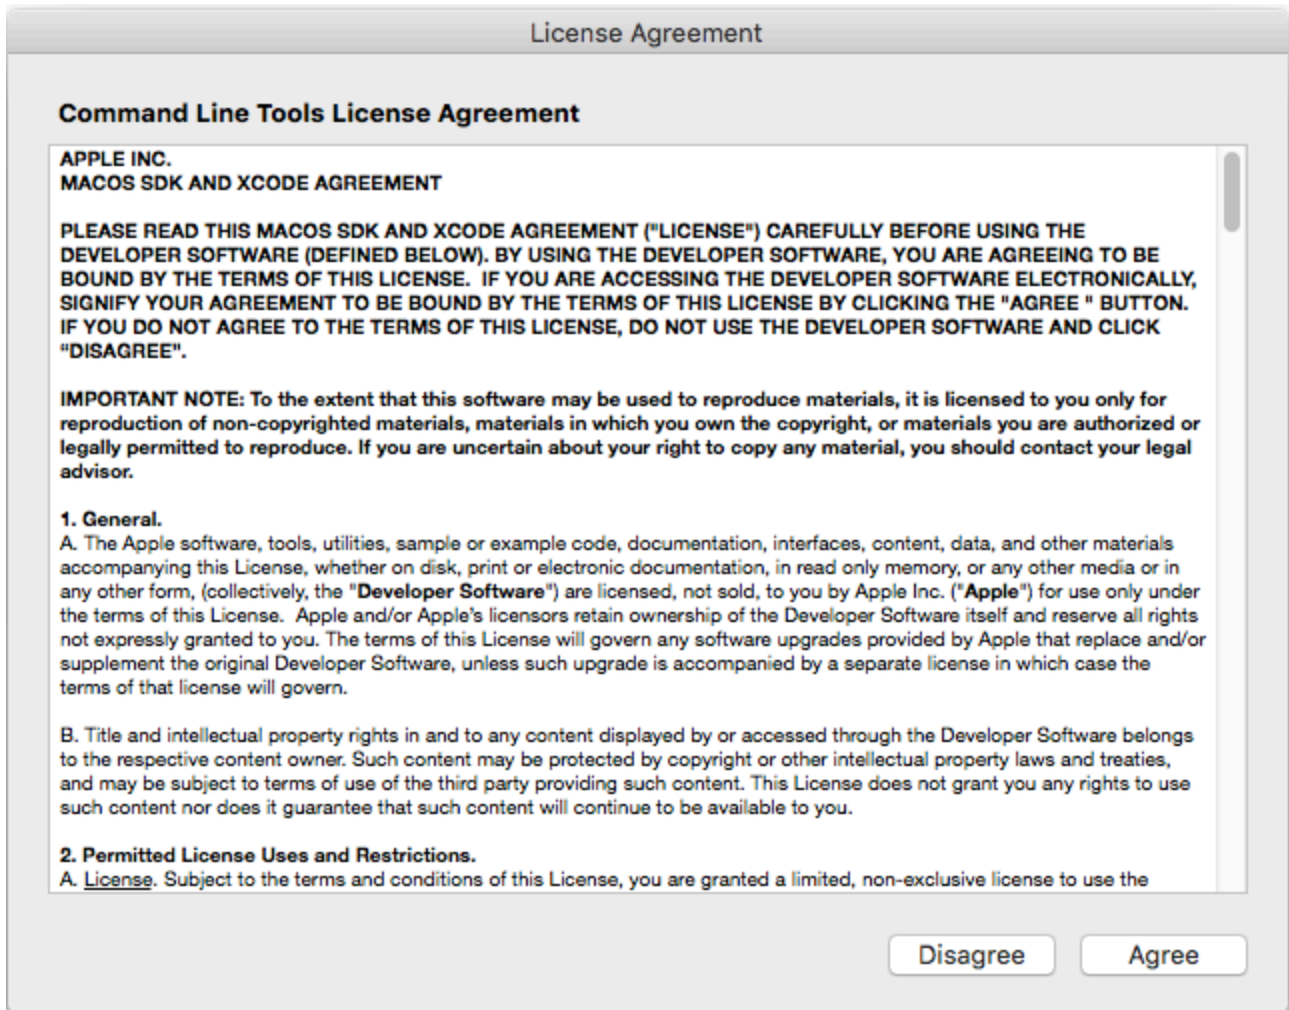 License Agreement
Command Line Tools License Agreement
APPLE INC.
MACOS SDK AND XCODE AGREEMENT
PLEASE READ THIS MACOS SDK AND XCODE AGREEMENT ("LICENSE") CAREFULLY BEFORE USING THE
DEVELOPER SOFTWARE (DEFINED BELOW). BY USING THE DEVELOPER SOFTWARE, YOU ARE AGREEING TO BE
BOUND BY THE TERMS OF THIS LICENSE.  IF YOU ARE ACCESSING THE DEVELOPER SOFTWARE ELECTRONICALLY,
SIGNIFY YOUR AGREEMENT TO BE BOUND BY THE TERMS OF THIS LICENSE BY CLICKING THE "AGREE " BUTTON.
IF YOU DO NOT AGREE TO THE TERMS OF THIS LICENSE, DO NOT USE THE DEVELOPER SOFTWARE AND CLICK
“DISAGREE".
IMPORTANT NOTE: To the extent that this software may be used to reproduce materials, it is licensed to you only for
reproduction of non-copyrighted materials, materials in which you own the copyright, or materials you are authorized or
legally permitted to reproduce. If you are uncertain about your right to copy any material, you should contact your legal
advisor.
1. General.
A. The Apple software, tools, utilities, sample or example code, documentation, interfaces, content, data, and other materials
accompanying this License, whether on disk, print or electronic documentation, in read only memory, or any other media or in
any other form, (collectively, the "Developer Software") are licensed, not sold, to you by Apple Inc. ("Apple") for use only under
the terms of this License.  Apple and/or Apple’s licensors retain ownership of the Developer Software itself and reserve all rights
not expressly granted to you. The terms of this License will govern any software upgrades provided by Apple that replace and/or
supplement the original Developer Software, unless such upgrade is accompanied by a separate license in which case the
terms of that license will govern.
B. Title and intellectual property rights in and to any content displayed by or accessed through the Developer Software belongs
to the respective content owner. Such content may be protected by copyright or other intellectual property laws and treaties,
and may be subject to terms of use of the third party providing such content. This License does not grant you any rights to use
such content nor does it guarantee that such content will continue to be available to you.
2. Permitted License Uses and Restrictions.
A. License. Subject to the terms and conditions of this License, you are granted a limited, non-exclusive license to use the
Disagree
Agree